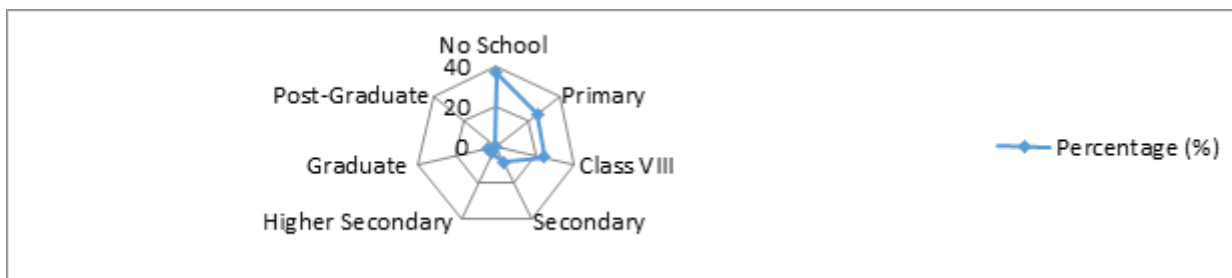 No School
40
Post-Graduate
Primary
20
0
Percentage (%)
Graduate
Class VIII
Higher Secondary
Secondary